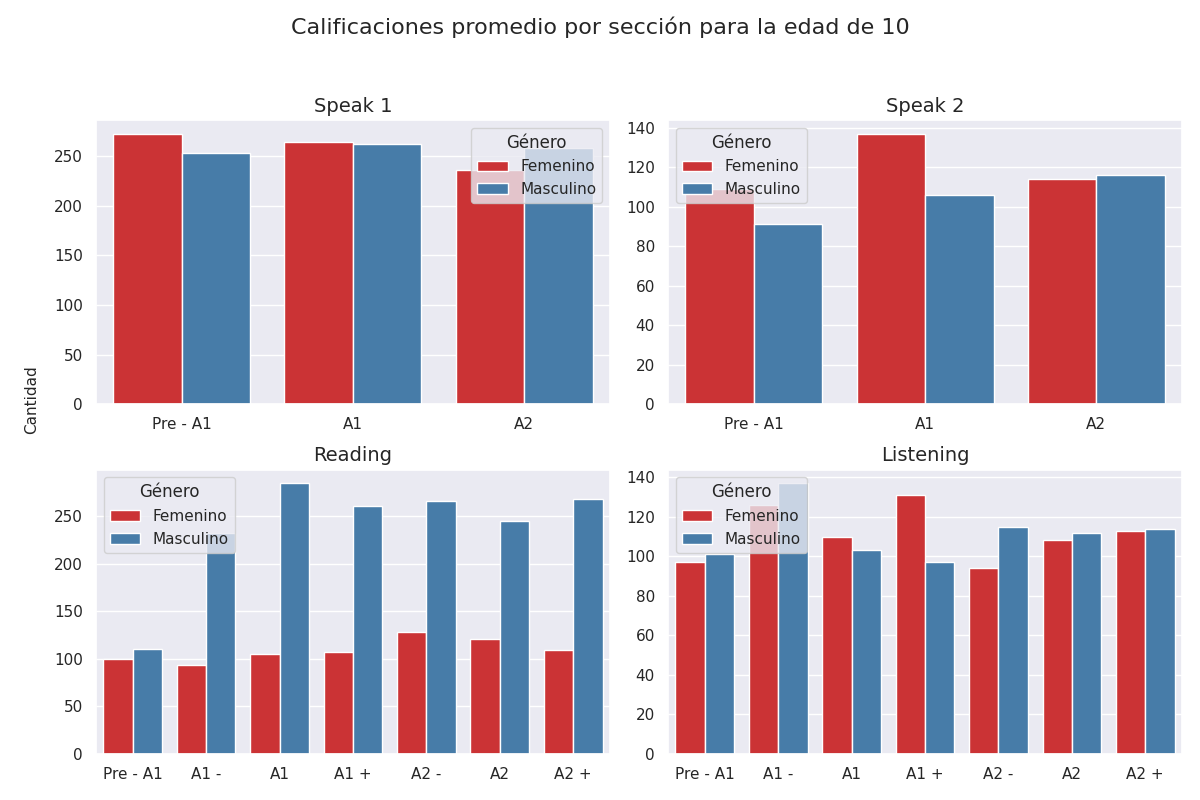 Calificaciones promedio por sección para la edad de 10
Cantidad
Speak 1
Género
Femenino
Masculino
250
200
150
100
50
0
Pre - A1 A1 A2
Speak 2
Género
Femenino
Masculino
140
120
100
80
60
40
20
0
Pre - A1 A1 A2
Reading
Género
Femenino
Masculino
250
200
150
100
50
0
Pre - A1 A1 - A1 A1 + A2 - A2 A2 +
Listening
Género
Femenino
Masculino
140
120
100
80
60
40
20
0
Pre - A1 A1 - A1 A1 + A2 - A2 A2 +